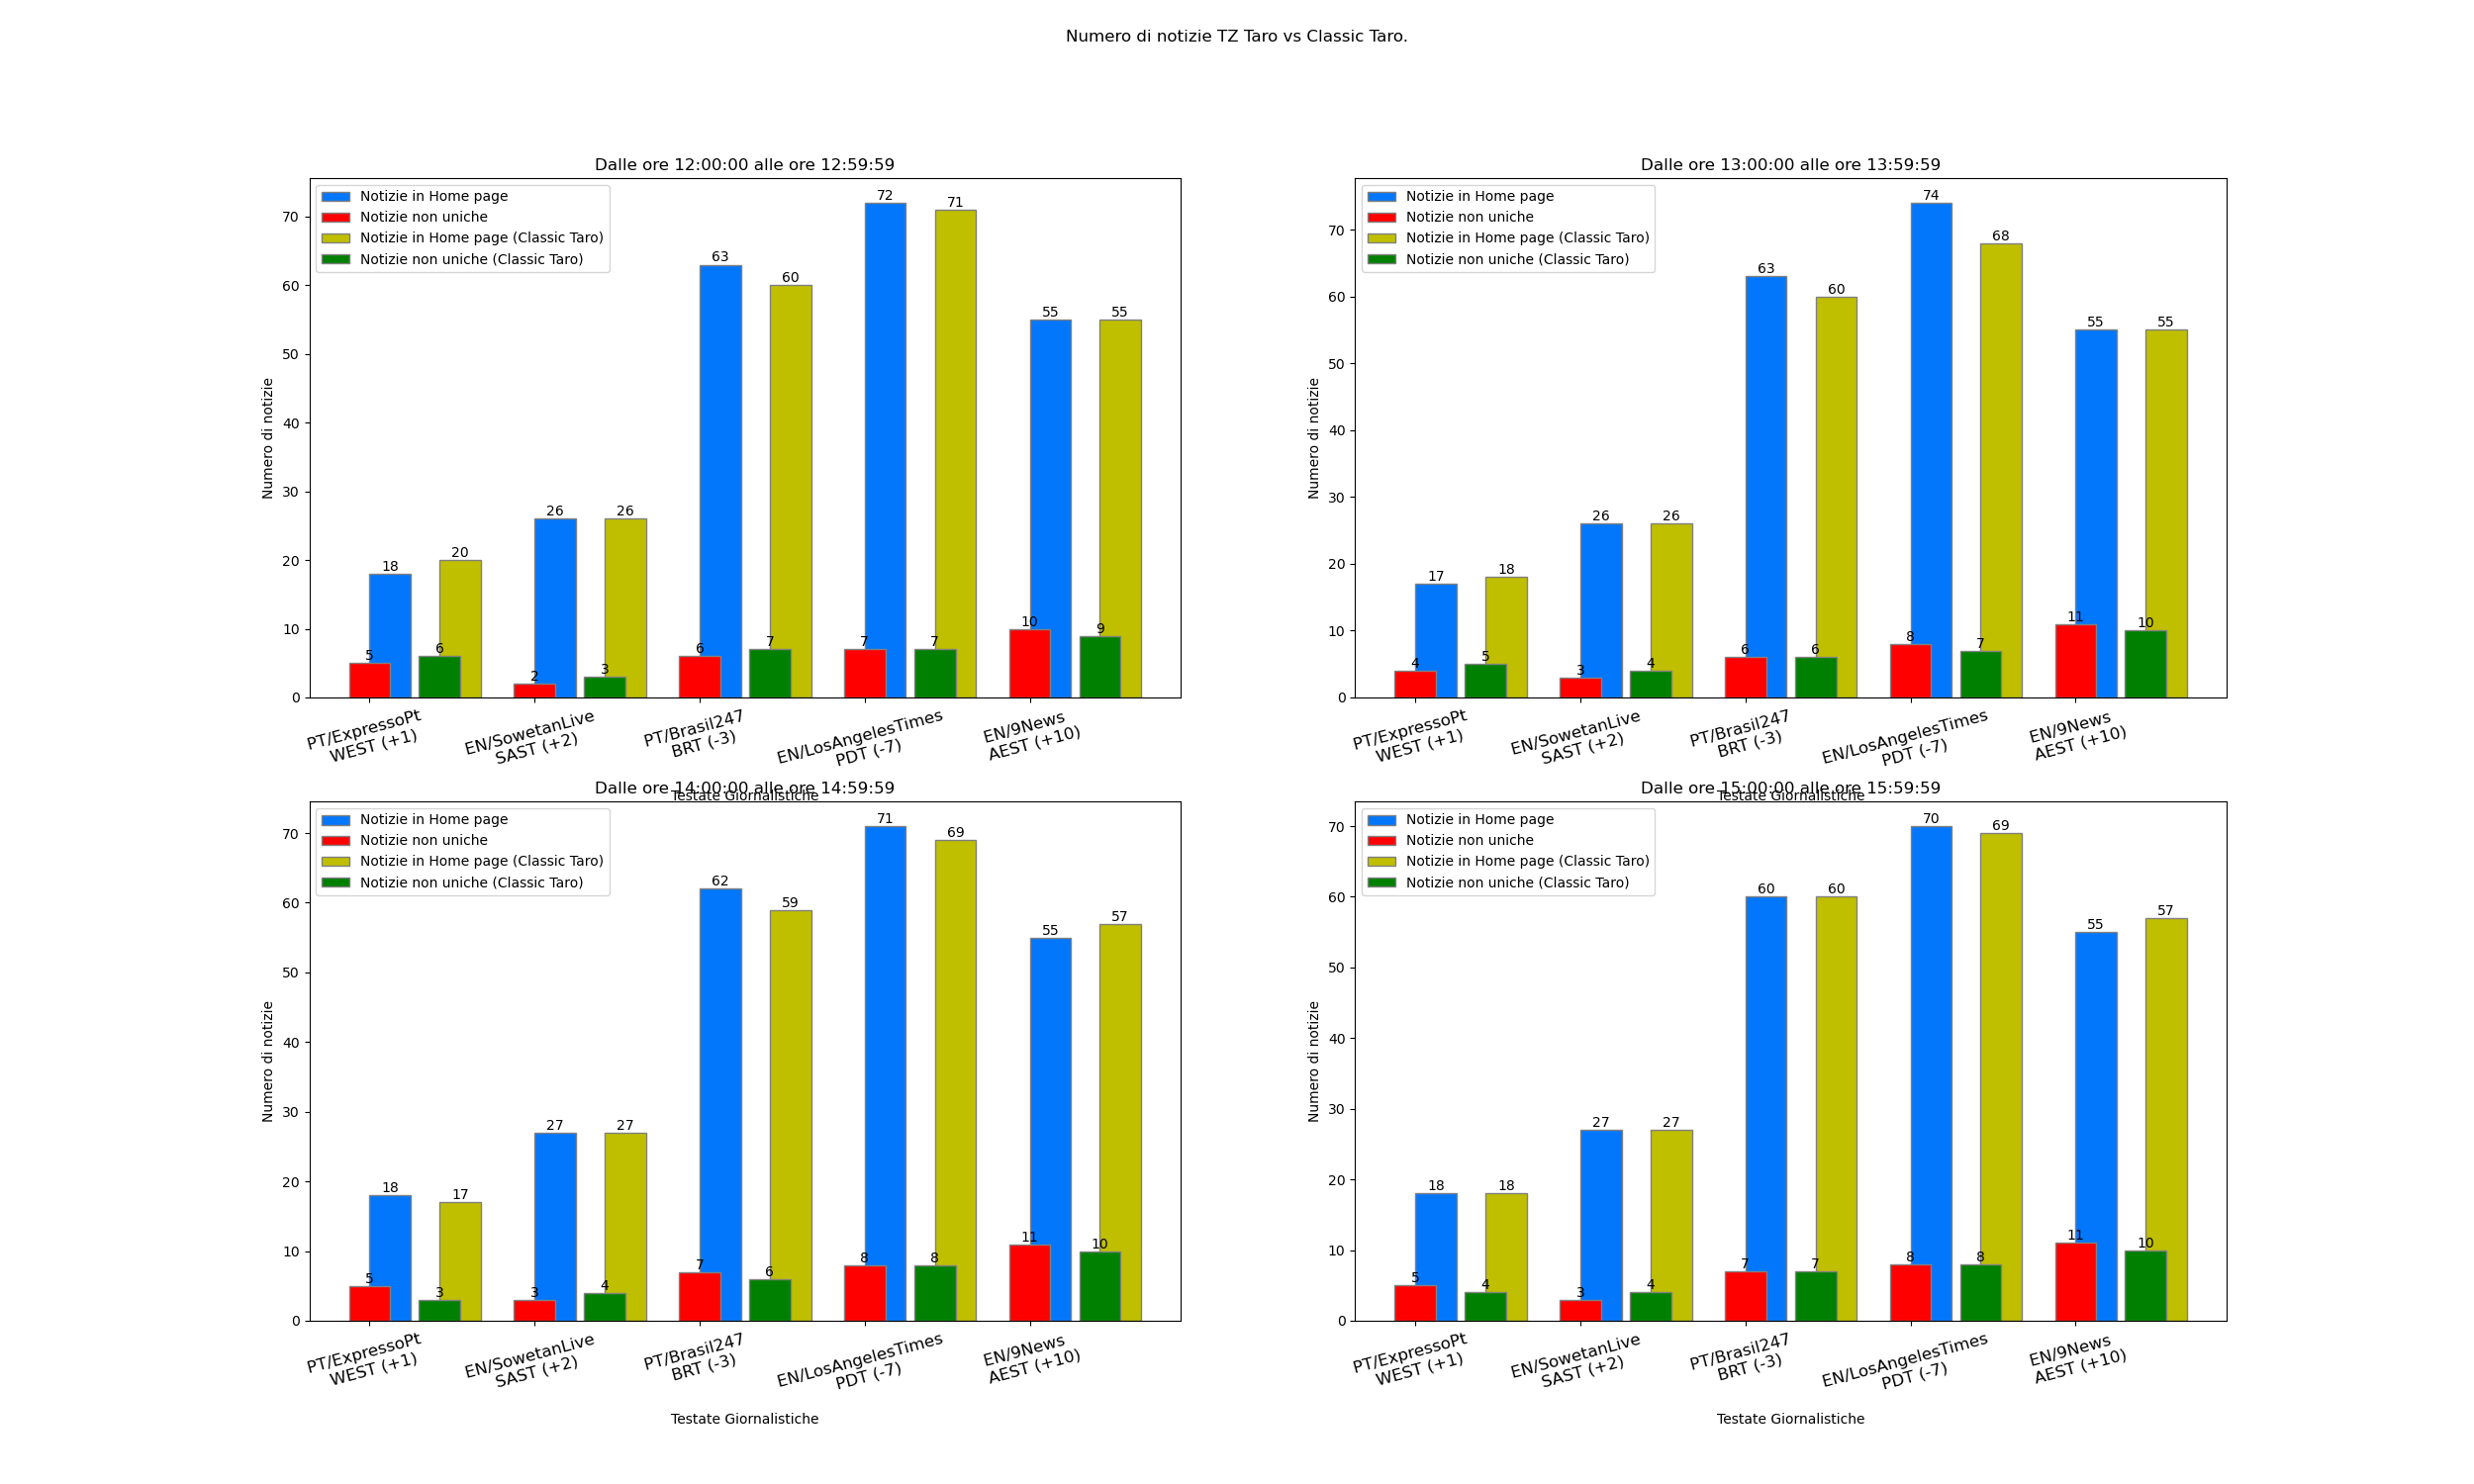 Numero di notizie TZ Taro vs Classic Taro.
Dalle ore 12:00:00 alle ore 12:59:59
Notizie in Home page
Notizie non uniche
Notizie in Home page (Classic Taro)
Notizie non uniche (Classic Taro)
Numero di notizie
70
60
50
40
30
20
10
0
18
20
5
6
26
26
2
3
63
60
6
7
72
71
7
7
55
55
10
9
PT/ExpressoPt
WEST (+1)
EN/SowetanLive
SAST (+2)
PT/Brasil247
BRT (-3)
EN/LosAngelesTimes
PDT (-7)
EN/9News
AEST (+10)
Testate Giornalistiche
Dalle ore 13:00:00 alle ore 13:59:59
Notizie in Home page
Notizie non uniche
Notizie in Home page (Classic Taro)
Notizie non uniche (Classic Taro)
Numero di notizie
70
60
50
40
30
20
10
0
17
18
4
5
26
26
3
4
63
60
6
6
74
68
8
7
55
55
11
10
PT/ExpressoPt
WEST (+1)
EN/SowetanLive
SAST (+2)
PT/Brasil247
BRT (-3)
EN/LosAngelesTimes
PDT (-7)
EN/9News
AEST (+10)
Testate Giornalistiche
Dalle ore 14:00:00 alle ore 14:59:59
Notizie in Home page
Notizie non uniche
Notizie in Home page (Classic Taro)
Notizie non uniche (Classic Taro)
Numero di notizie
70
60
50
40
30
20
10
0
18
17
5
3
27
27
3
4
62
59
7
6
71
69
8
8
55
57
11
10
PT/ExpressoPt
WEST (+1)
EN/SowetanLive
SAST (+2)
PT/Brasil247
BRT (-3)
EN/LosAngelesTimes
PDT (-7)
EN/9News
AEST (+10)
Testate Giornalistiche
Dalle ore 15:00:00 alle ore 15:59:59
Notizie in Home page
Notizie non uniche
Notizie in Home page (Classic Taro)
Notizie non uniche (Classic Taro)
Numero di notizie
70
60
50
40
30
20
10
0
18
18
5
4
27
27
3
4
60
60
7
7
70
69
8
8
55
57
11
10
PT/ExpressoPt
WEST (+1)
EN/SowetanLive
SAST (+2)
PT/Brasil247
BRT (-3)
EN/LosAngelesTimes
PDT (-7)
EN/9News
AEST (+10)
Testate Giornalistiche